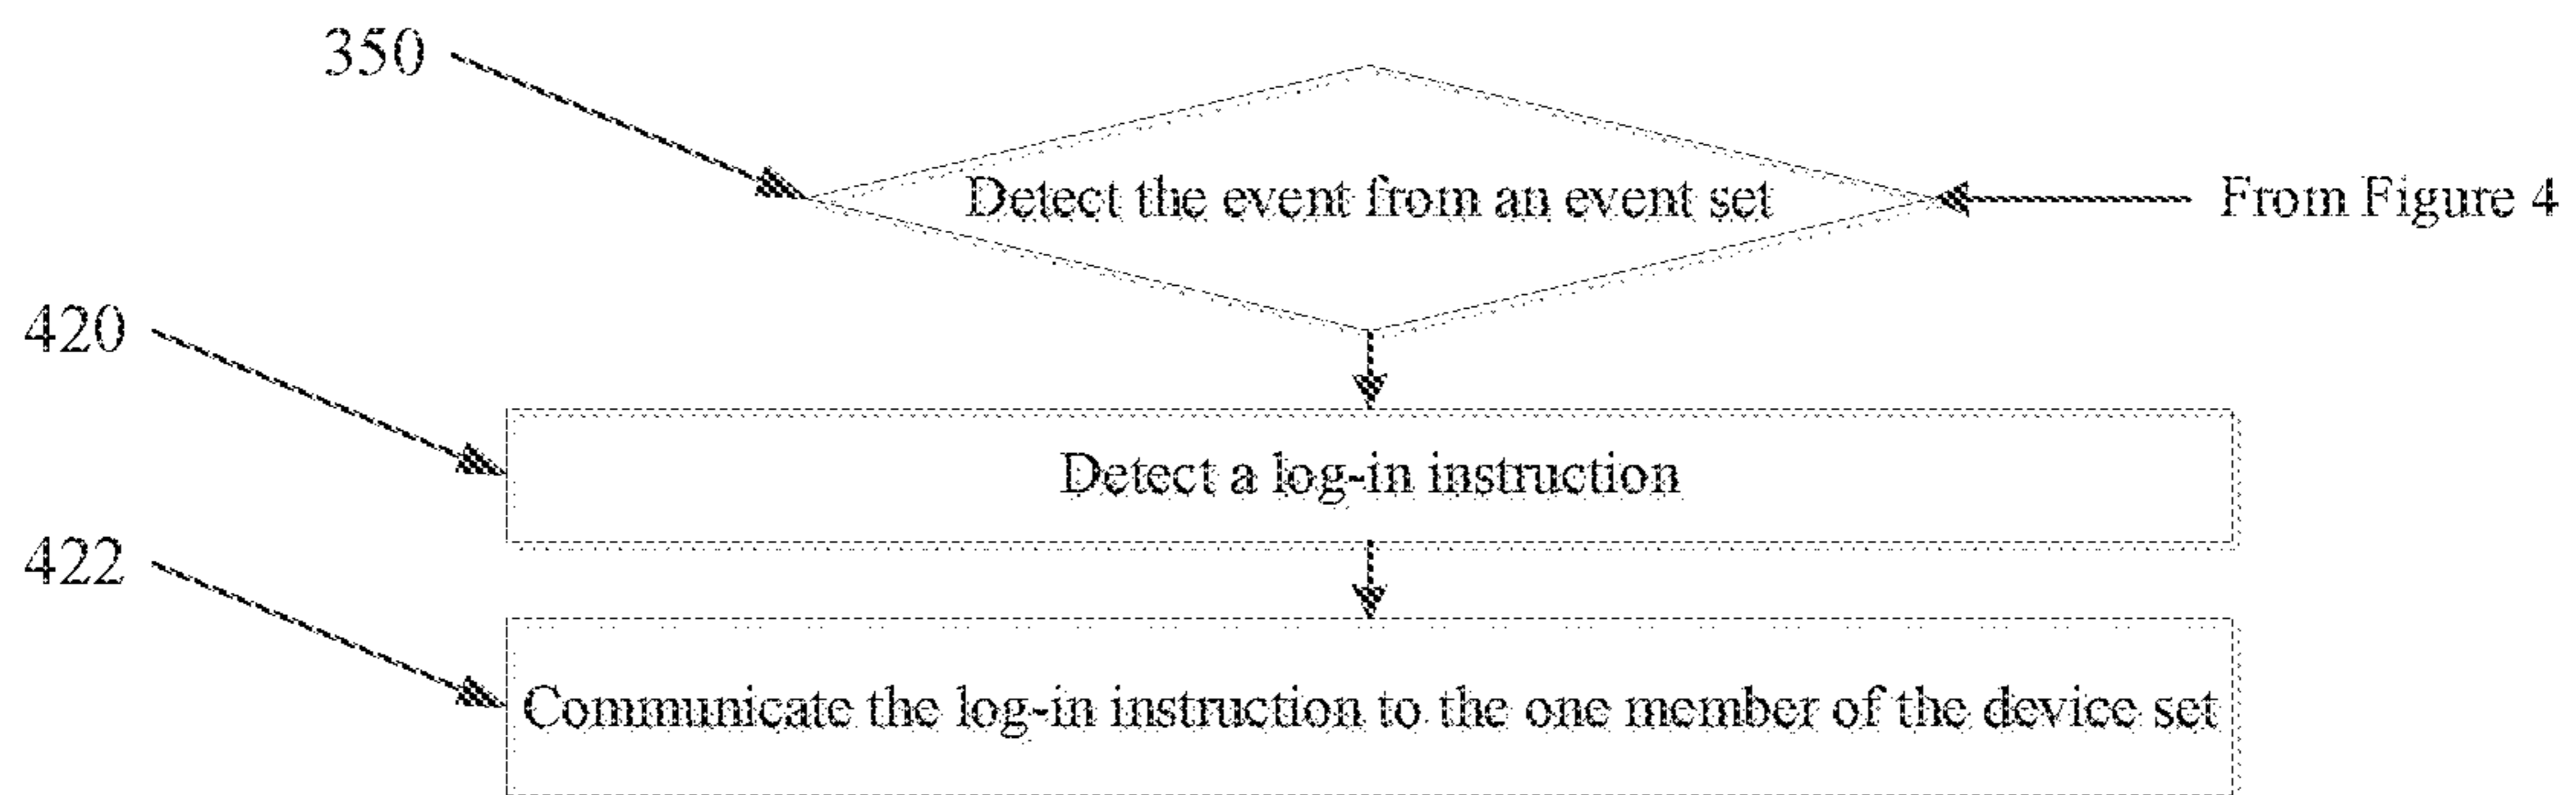 350
Detect the event from an event set
From Figure 4
420
Detect a log-in instruction
422
Communicate the log-in instruction to the one member of the device set